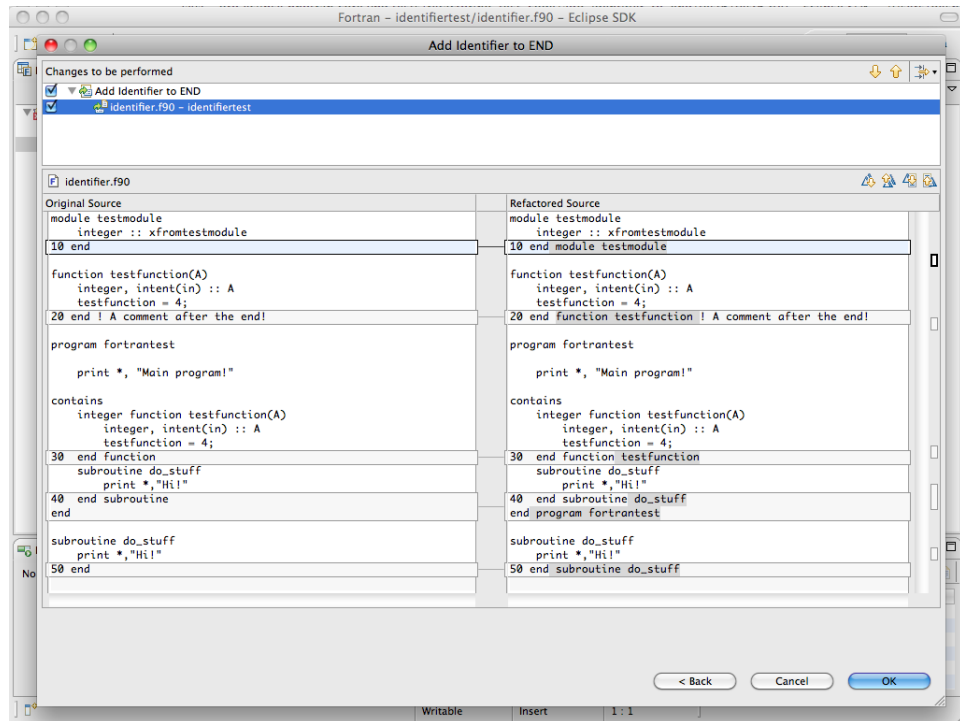 Fortran – identifiertest/identifier.f90 – Eclipse SDK
Add Identifier to END
Changes to be performed
Add Identifier to END
identifier.f90 – identifiertest
identifier.f90
Original Source
module testmodule
    integer :: xfromtestmodule
10 end
function testfunction(A)
    integer, intent(in) :: A
    testfunction = 4;
20 end ! A comment after the end!
program fortrantest
    print *, "Main program!"
contains
    integer function testfunction(A)
        integer, intent(in) :: A
        testfunction = 4;
30  end function
    subroutine do_stuff
        print *,"Hi!"
40  end subroutine
end
subroutine do_stuff
    print *,"Hi!"
50 end
Refactored Source
module testmodule
    integer :: xfromtestmodule
10 end module testmodule
function testfunction(A)
    integer, intent(in) :: A
    testfunction = 4;
20 end function testfunction ! A comment after the end!
program fortrantest
    print *, "Main program!"
contains
    integer function testfunction(A)
        integer, intent(in) :: A
        testfunction = 4;
30  end function testfunction
    subroutine do_stuff
        print *,"Hi!"
40  end subroutine do_stuff
end program fortrantest
subroutine do_stuff
    print *,"Hi!"
50 end subroutine do_stuff
No
< Back
Cancel
OK
Writable
Insert
1 : 1